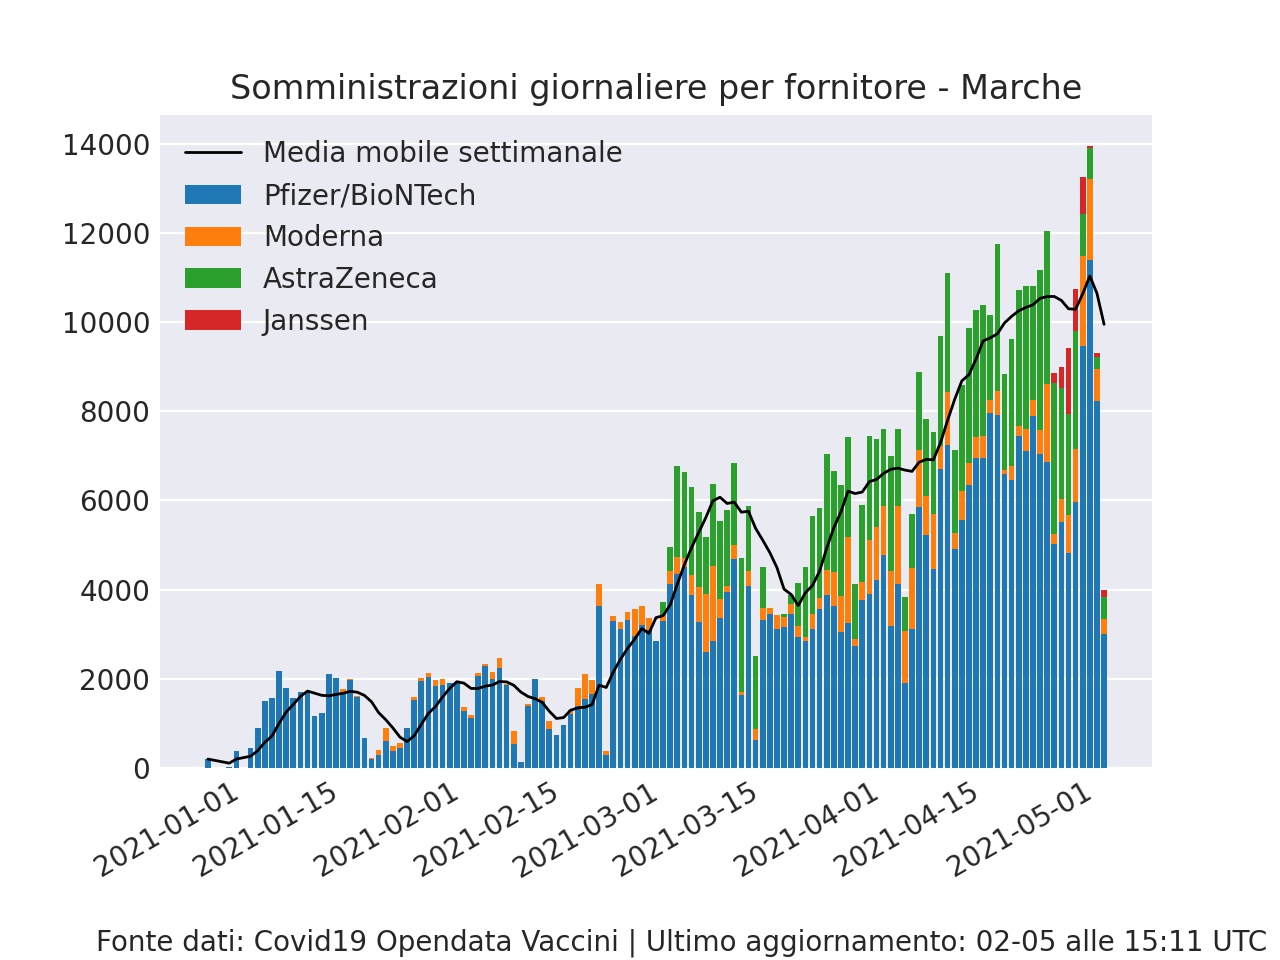 Somministrazioni giornaliere per fornitore - Marche
14000
12000
10000
8000
6000
4000
2000
0
Media mobile settimanale
Pfizer/BioNTech
Moderna
AstraZeneca
Janssen
2021-01-01
2021-01-15
2021-02-01
2021-02-15
2021-03-01
2021-03-15
2021-04-01
2021-04-15
2021-05-01
Fonte dati: Covid19 Opendata Vaccini | Ultimo aggiornamento: 02-05 alle 15:11 UTC